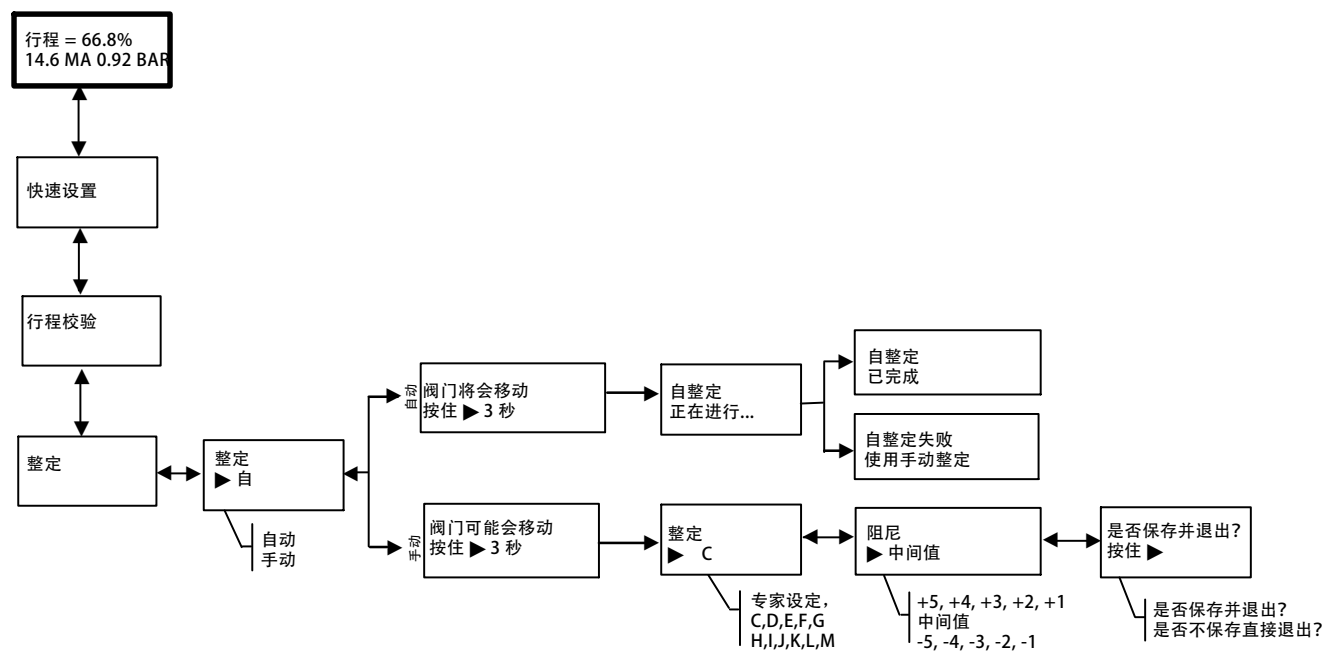 行程 = 66.8%
14.6 MA 0.92 BAR
快速设置
行程校验
整定
整定
▶ 自
自动
手动
自动
阀门将会移动
按住 ▶ 3 秒
自整定
正在进行...
自整定
已完成
自整定失败
使用手动整定
手动
阀门可能会移动
按住 ▶ 3 秒
整定
▶ C
专家设定，
C,D,E,F,G
H,I,J,K,L,M
阻尼
▶ 中间值
+5, +4, +3, +2, +1
中间值
-5, -4, -3, -2, -1
是否保存并退出?
按住 ▶
是否保存并退出?
是否不保存直接退出?